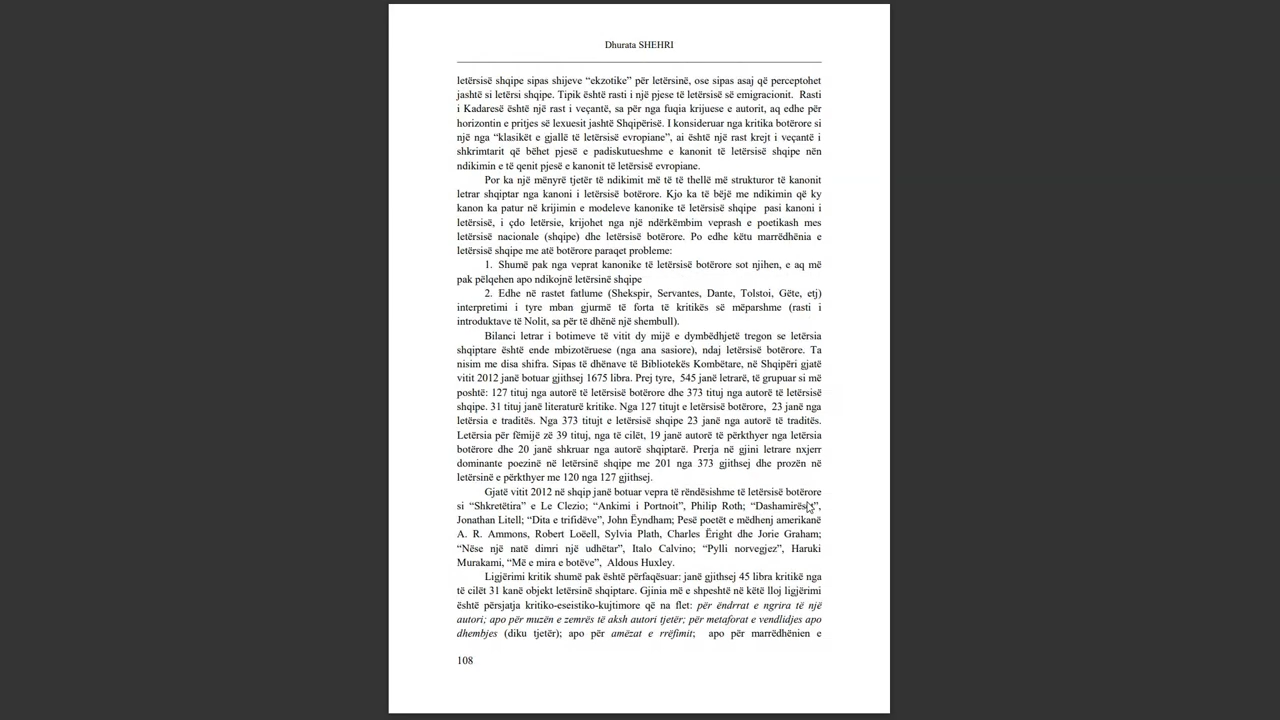 Dhurata SHEHRI
letërsisë shqipe sipas shijeve “ekzotike” për letërsinë, ose sipas asaj që perceptohet
jashtë si letërsi shqipe. Tipik është rasti i një pjese të letërsisë së emigracionit. Rasti
i Kadaresë është një rast i veçantë, sa për nga fuqia krijuese e autorit, aq edhe për
horizontin e pritjes së lexuesit jashtë Shqipërisë. I konsideruar nga kritika botërore si
një nga “klasikët e gjallë të letërsisë evropiane”, ai është një rast krejt i veçantë i
shkrimtarit që bëhet pjesë e padiskutueshme e kanonit të letërsisë shqipe nën
ndikimin e të qenit pjesë e kanonit të letërsisë evropiane.
Por ka një mënyrë tjetër të ndikimit më të të thellë më strukturor të kanonit
letrar shqiptar nga kanoni i letërsisë botërore. Kjo ka të bëjë me ndikimin që ky
kanon ka patur në krijimin e modeleve kanonike të letërsisë shqipe pasi kanoni i
letërsisë, i çdo letërsie, krijohet nga një ndërkëmbim veprash e poetikash mes
letërsisë nacionale (shqipe) dhe letërsisë botërore. Po edhe këtu marrëdhënia e
letërsisë shqipe me atë botërore paraqet probleme:
1. Shumë pak nga veprat kanonike të letërsisë botërore sot njihen, e aq më
pak pëlqehen apo ndikojnë letërsinë shqipe
2. Edhe në rastet fatlume (Shekspir, Servantes, Dante, Tolstoi, Gëte, etj)
interpretimi i tyre mban gjurmë të forta të kritikës së mëparshme (rasti i
introduktave të Nolit, sa për të dhënë një shembull).
Bilanci letrar i botimeve të vitit dy mijë e dymbëdhjetë tregon se letërsia
shqiptare është ende mbizotëruese (nga ana sasiore), ndaj letërsisë botërore. Ta
nisim me disa shifra. Sipas të dhënave të Bibliotekës Kombëtare, në Shqipëri gjatë
vitit 2012 janë botuar gjithsej 1675 libra. Prej tyre, 545 janë letrarë, të grupuar si më
poshtë: 127 tituj nga autorë të letërsisë botërore dhe 373 tituj nga autorë të letërsisë
shqipe. 31 tituj janë literaturë kritike. Nga 127 titujt e letërsisë botërore, 23 janë nga
letërsia e traditës. Nga 373 titujt e letërsisë shqipe 23 janë nga autorë të traditës.
Letërsia për fëmijë zë 39 tituj, nga të cilët, 19 janë autorë të përkthyer nga letërsia
botërore dhe 20 janë shkruar nga autorë shqiptarë. Prerja në gjini letrare nxjerr
dominante poezinë në letërsinë shqipe me 201 nga 373 gjithsej dhe prozën në
letërsinë e përkthyer me 120 nga 127 gjithsej.
Gjatë vitit 2012 në shqip janë botuar vepra të rëndësishme të letërsisë botërore
si “Shkretëtira” e Le Clezio; “Ankimi i Portnoit”, Philip Roth; “Dashamirësit”,
Jonathan Litell; “Dita e trifidëve”, John Ëyndham; Pesë poetët e mëdhenj amerikanë
A. R. Ammons, Robert Loëell, Sylvia Plath, Charles Ëright dhe Jorie Graham;
“Nëse një natë dimri një udhëtar”, Italo Calvino; “Pylli norvegjez”, Haruki
Murakami, “Më e mira e botëve”, Aldous Huxley.
Ligjërimi kritik shumë pak është përfaqësuar: janë gjithsej 45 libra kritikë nga
të cilët 31 kanë objekt letërsinë shqiptare. Gjinia më e shpeshtë në këtë lloj ligjërimi
është përsjatja kritiko-eseistiko-kujtimore që na flet: për ëndrrat e ngrira të një
autori; apo për muzën e zemrës të aksh autori tjetër; për metaforat e vendlidjes apo
dhembjes (diku tjetër); apo për amëzat e rrëfimit; apo për marrëdhënien e
108